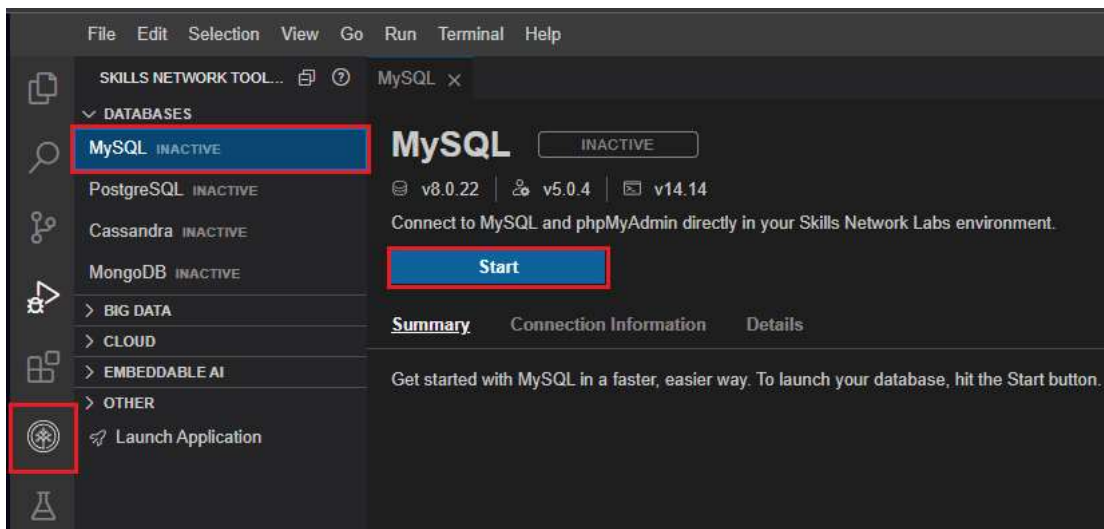 File Edit Selection View Go Run Terminal Help
SKILLS NETWORK TOOL...
MySQL
DATABASES
MySQL INACTIVE
PostgreSQL INACTIVE
Cassandra INACTIVE
MongoDB INACTIVE
BIG DATA
CLOUD
EMBEDDABLE AI
OTHER
Launch Application
MySQL INACTIVE
v8.0.22 v5.0.4 v14.14
Connect to MySQL and phpMyAdmin directly in your Skills Network Labs environment.
Start
Summary Connection Information Details
Get started with MySQL in a faster, easier way. To launch your database, hit the Start button.